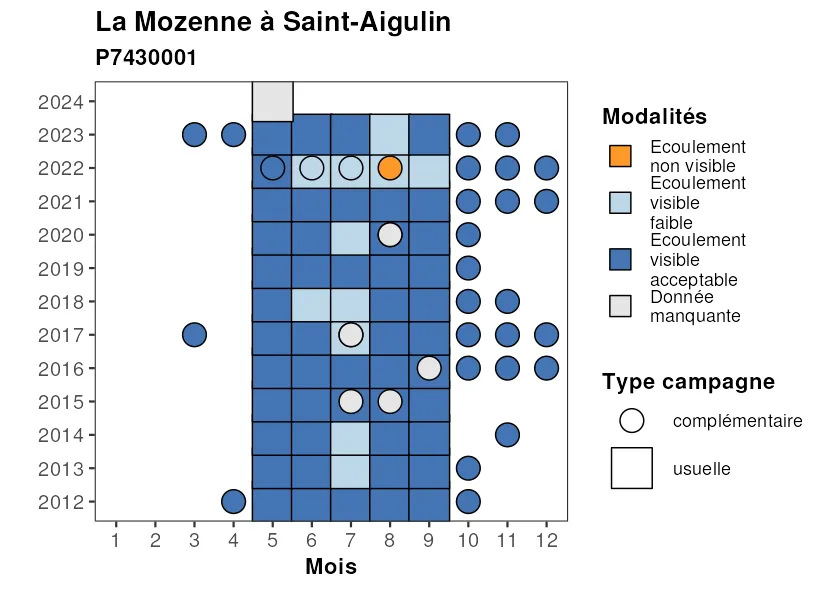 La Mozenne à Saint-Aigulin
P7430001
2024
2023
2022
2021
2020
2019
2018
2017
2016
2015
2014
2013
2012
1 2 3 4 5 6 7 8 9 10 11 12
Mois
Modalités
Ecoulement
non visible
Ecoulement
visible
faible
Ecoulement
visible
acceptable
Donnée
manquante
Type campagne
complémentaire
usuelle